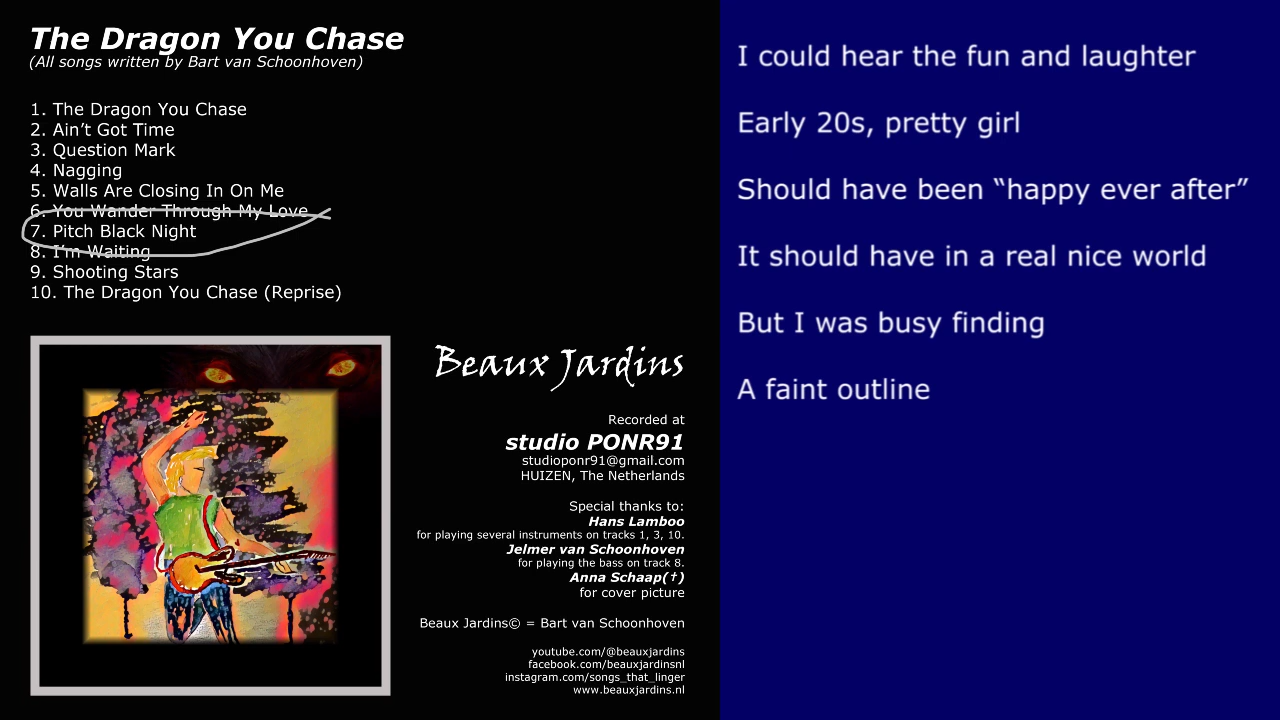 The Dragon You Chase
(All songs written by Bart van Schoonhoven)
1. The Dragon You Chase
2. Ain’t Got Time
3. Question Mark
4. Nagging
5. Walls Are Closing In On Me
6. You Wander Through My Love
7. Pitch Black Night
8. I’m Waiting
9. Shooting Stars
10. The Dragon You Chase (Reprise)
Beaux Jardins
Recorded at
studio PONR91
studioponr91@gmail.com
HUIZEN, The Netherlands
Special thanks to:
Hans Lamboo
for playing several instruments on tracks 1, 3, 10.
Jelmer van Schoonhoven
for playing the bass on track 8.
Anna Schaap(†)
for cover picture
Beaux Jardins© = Bart van Schoonhoven
youtube.com/@beauxjardins
facebook.com/beauxjardinsnl
instagram.com/songs_that_linger
www.beauxjardins.nl
I could hear the fun and laughter
Early 20s, pretty girl
Should have been “happy ever after”
It should have in a real nice world
But I was busy finding
A faint outline